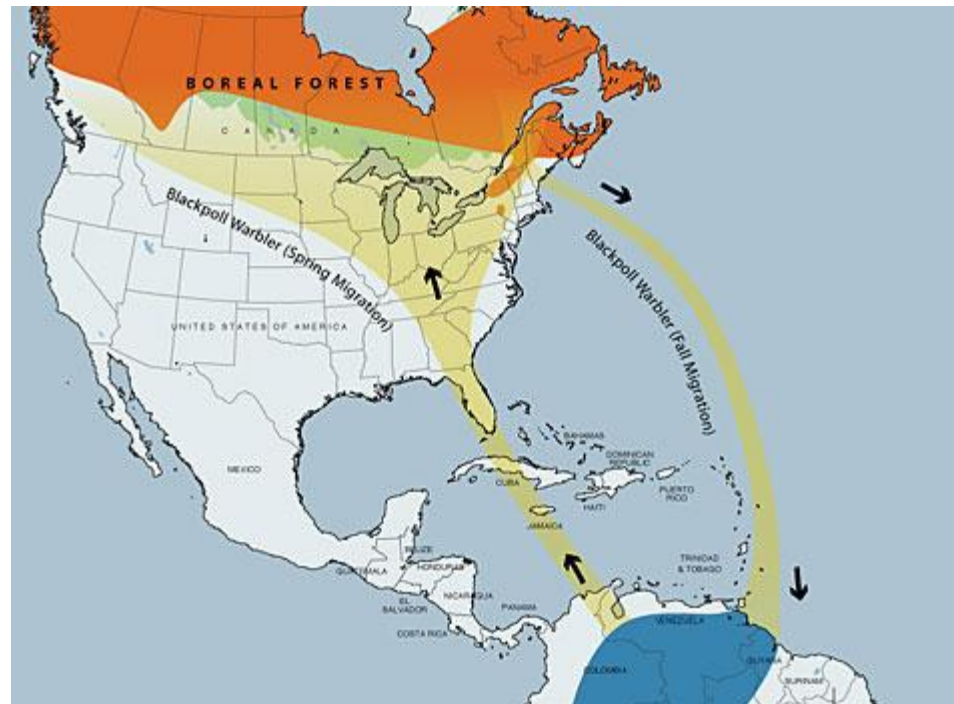 BOREAL FOREST
CANADA
Blackpoll Warbler (Spring Migration)
Blackpoll Warbler (Fall Migration)
UNITED STATES OF AMERICA
MEXICO
BAHAMAS
CUBA
DOMINICAN
REPUBLIC
HAITI
PUERTO
RICO
JAMAICA
BELIZE
GUATEMALA
HONDURAS
EL
SALVADOR
NICARAGUA
COSTA RICA
PANAMA
TRINIDAD
& TOBAGO
VENEZUELA
COLOMBIA
GUYANA
SURINAM